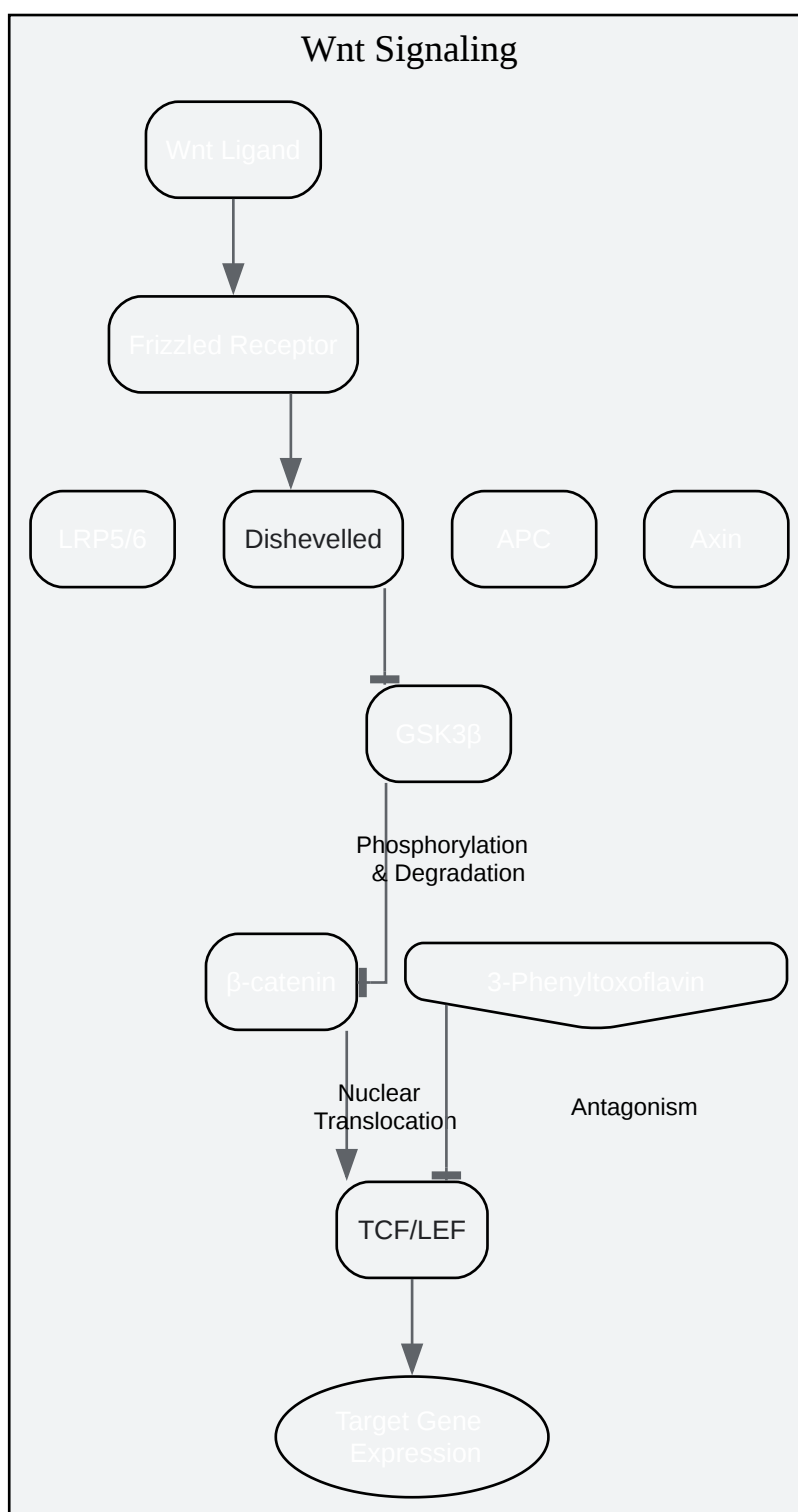 Wnt Signaling
Wnt Ligand
Frizzled Receptor
LRP5/6
Dishevelled
APC
Axin
GSK3β
Phosphorylation
& Degradation
β-catenin
3-Phenyltoxoflavin
Nuclear
Translocation
Antagonism
TCF/LEF
Target Gene
Expression